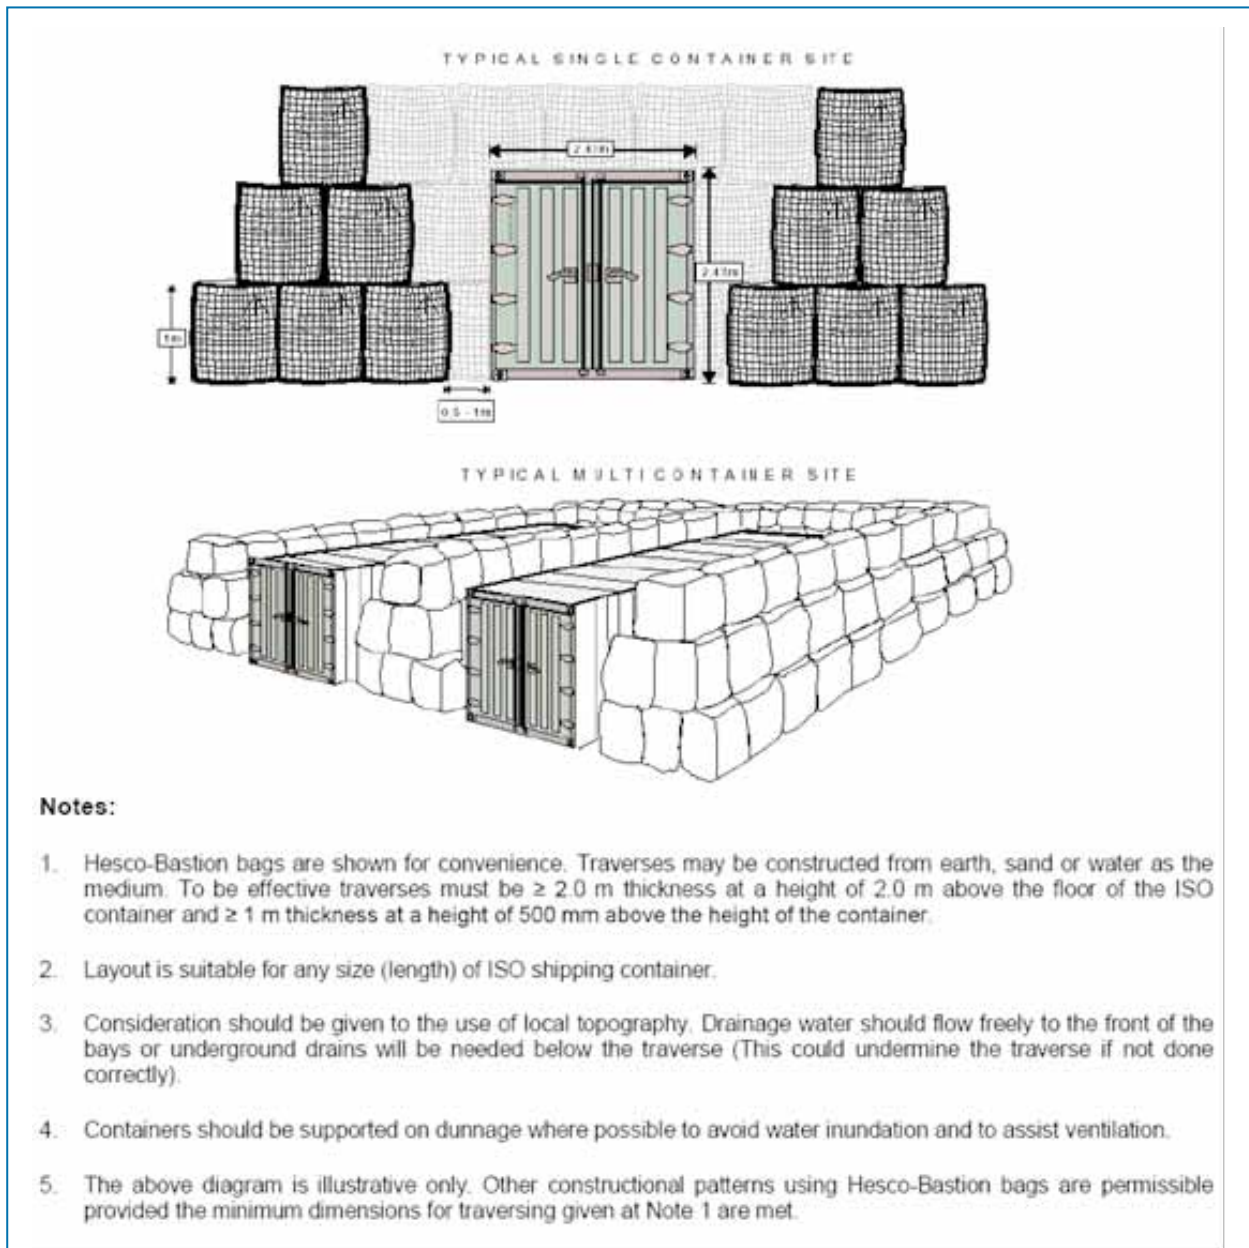 TYPICAL SINGLE CONTAINER SITE
2.41m
2.41m
1m
0.5 - 1m
TYPICAL MULTI CONTAINER SITE
Notes:
1. Hesco-Bastion bags are shown for convenience. Traverses may be constructed from earth, sand or water as the
medium. To be effective traverses must be ≥ 2.0 m thickness at a height of 2.0 m above the floor of the ISO
container and ≥ 1 m thickness at a height of 500 mm above the height of the container.
2. Layout is suitable for any size (length) of ISO shipping container.
3. Consideration should be given to the use of local topography. Drainage water should flow freely to the front of the
bays or underground drains will be needed below the traverse (This could undermine the traverse if not done
correctly).
4. Containers should be supported on dunnage where possible to avoid water inundation and to assist ventilation.
5. The above diagram is illustrative only. Other constructional patterns using Hesco-Bastion bags are permissible
provided the minimum dimensions for traversing given at Note 1 are met.